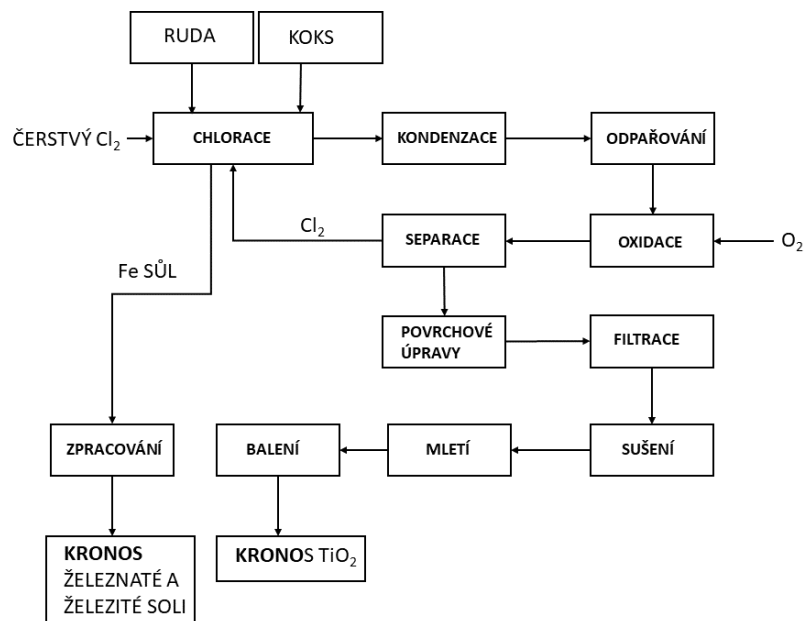 RUDA
KOKS
ČERSTVÝ Cl₂
CHLORACE
KONDENZACE
ODPAŘOVÁNÍ
Cl₂
SEPARACE
OXIDACE
O₂
Fe SŮL
POVRCHOVÉ
ÚPRAVY
FILTRACE
ZPRACOVÁNÍ
BALENÍ
MLETÍ
SUŠENÍ
KRONOS
ŽELEZNATÉ A
ŽELEZITÉ SOLI
KRONOS TiO₂